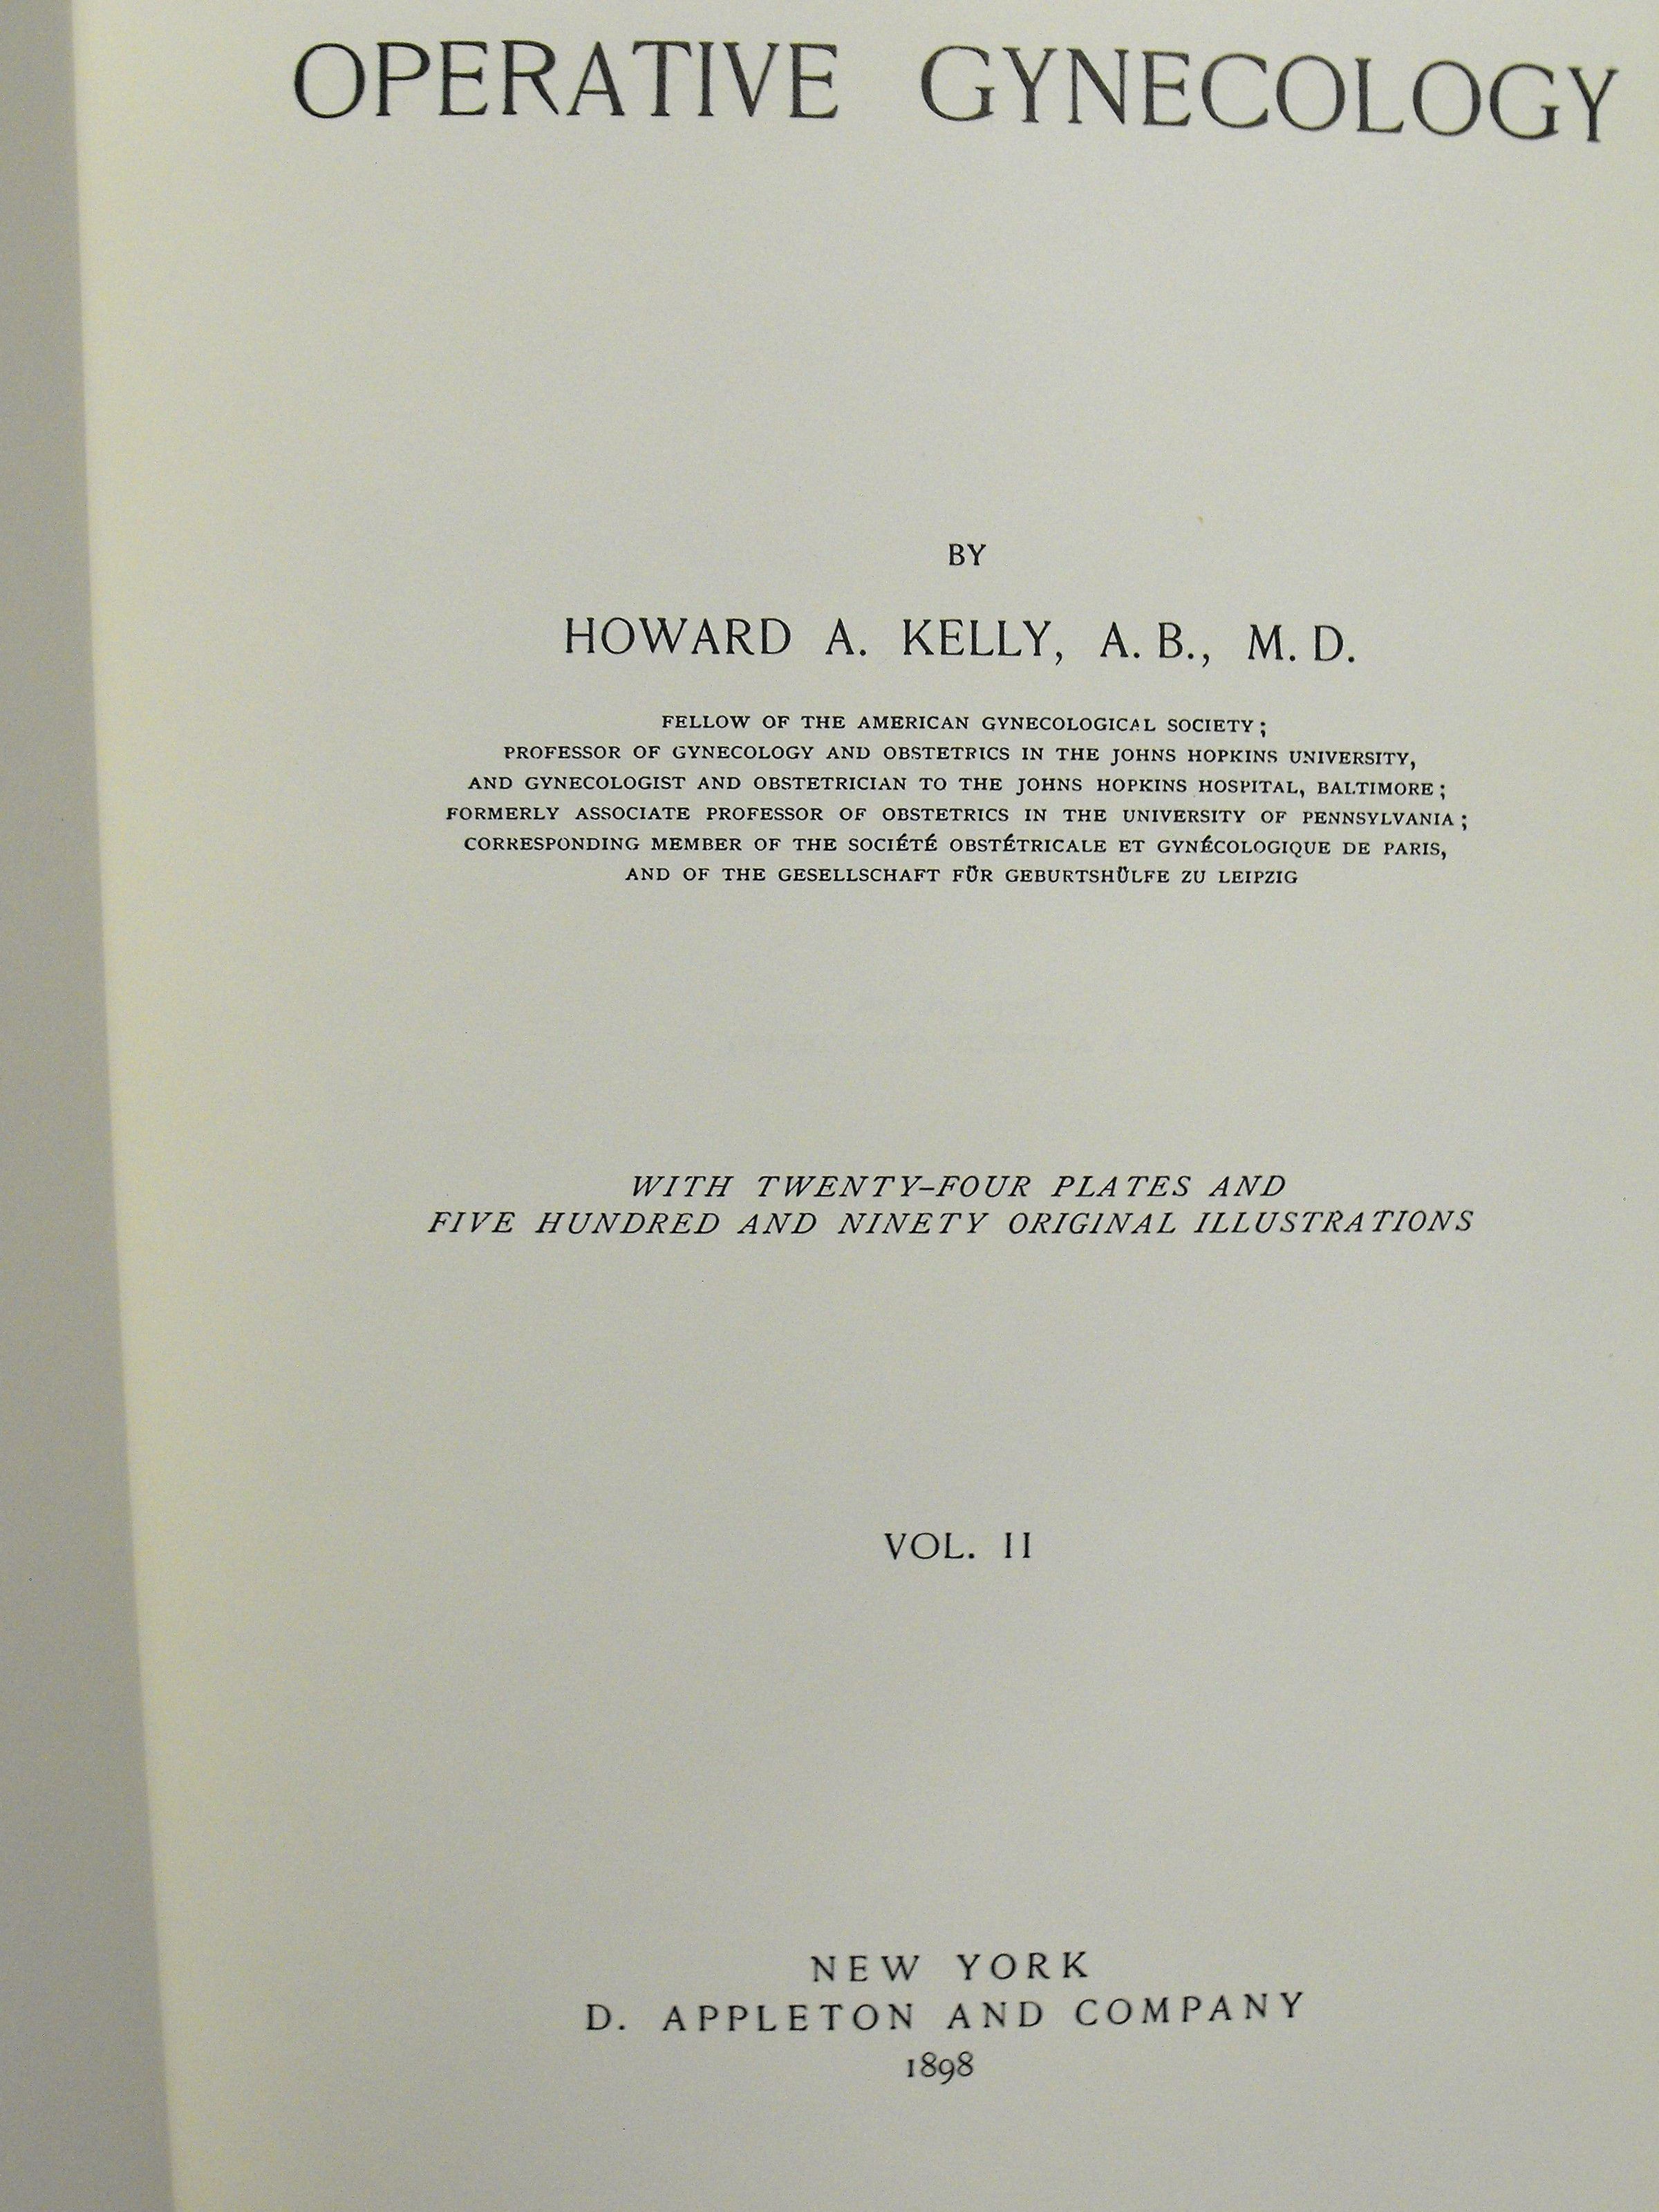 OPERATIVE GYNECOLOGY
BY
HOWARD A. KELLY, A. B., M. D.
FELLOW OF THE AMERICAN GYNECOLOGICAL SOCIETY;
PROFESSOR OF GYNECOLOGY AND OBSTETRICS IN THE JOHNS HOPKINS UNIVERSITY,
AND GYNECOLOGIST AND OBSTETRICIAN TO THE JOHNS HOPKINS HOSPITAL, BALTIMORE;
FORMERLY ASSOCIATE PROFESSOR OF OBSTETRICS IN THE UNIVERSITY OF PENNSYLVANIA;
CORRESPONDING MEMBER OF THE SOCIÉTÉ OBSTÉTRICALE ET GYNÉCOLOGIQUE DE PARIS,
AND OF THE GESELLSCHAFT FÜR GEBURTSHÜLFE ZU LEIPZIG
WITH TWENTY-FOUR PLATES AND
FIVE HUNDRED AND NINETY ORIGINAL ILLUSTRATIONS
VOL. II
NEW YORK
D. APPLETON AND COMPANY
1898